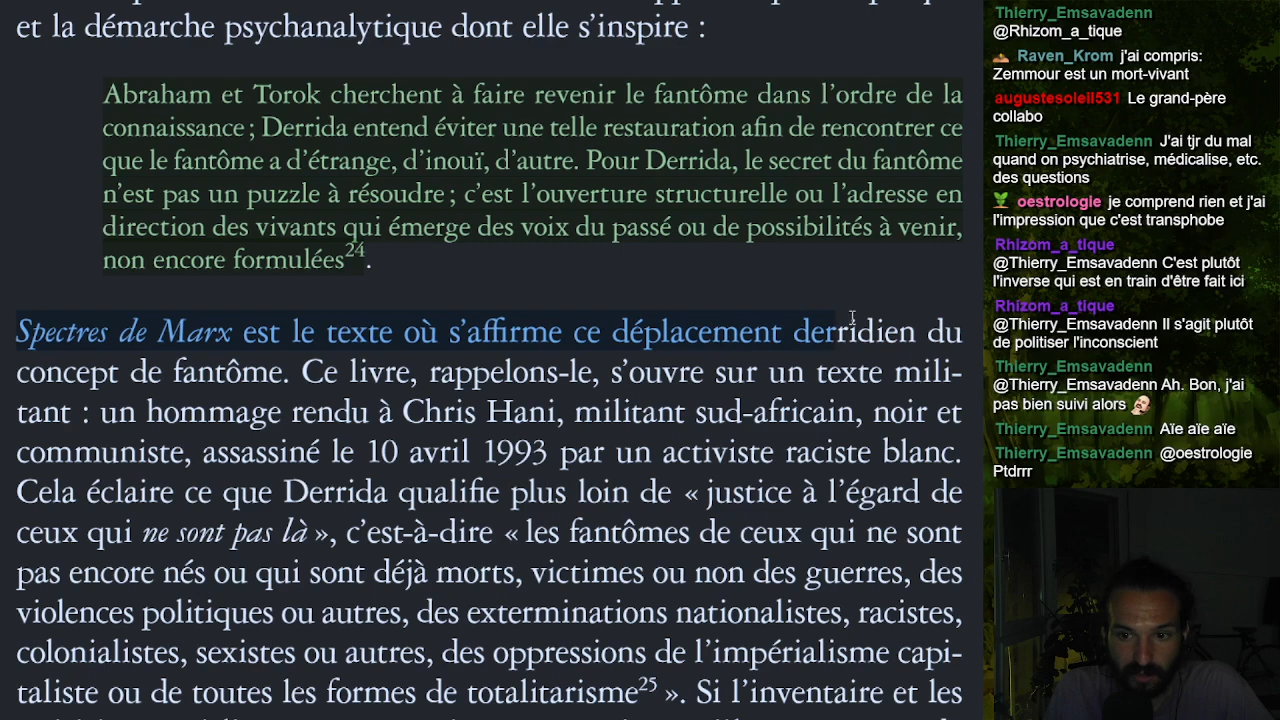 et la démarche psychanalytique dont elle s’inspire :
Abraham et Torok cherchent à faire revenir le fantôme dans l’ordre de la
connaissance ; Derrida entend éviter une telle restauration afin de rencontrer ce
que le fantôme a d’étrange, d’inouï, d’autre. Pour Derrida, le secret du fantôme
n’est pas un puzzle à résoudre ; c’est l’ouverture structurelle ou l’adresse en
direction des vivants qui émerge des voix du passé ou de possibilités à venir,
non encore formulées24.
Spectres de Marx est le texte où s’affirme ce déplacement derridien du
concept de fantôme. Ce livre, rappelons-le, s’ouvre sur un texte mili-
tant : un hommage rendu à Chris Hani, militant sud-africain, noir et
communiste, assassiné le 10 avril 1993 par un activiste raciste blanc.
Cela éclaire ce que Derrida qualifie plus loin de « justice à l’égard de
ceux qui ne sont pas là », c’est-à-dire « les fantômes de ceux qui ne sont
pas encore nés ou qui sont déjà morts, victimes ou non des guerres, des
violences politiques ou autres, des exterminations nationalistes, racistes,
colonialistes, sexistes ou autres, des oppressions de l’impérialisme capi-
taliste ou de toutes les formes de totalitarisme25 ». Si l’inventaire et les
Thierry_Emsavadenn
@Rhizom_a_tique
Raven_Krom j'ai compris:
Zemmour est un mort-vivant
augustesoleil531 Le grand-père
collabo
Thierry_Emsavadenn J'ai tjr du mal
quand on psychiatrise, médicalise, etc.
des questions
oestrologie je comprend rien et j'ai
l'impression que c'est transphobe
Rhizom_a_tique
@Thierry_Emsavadenn C'est plutôt
l'inverse qui est en train d'être fait ici
Rhizom_a_tique
@Thierry_Emsavadenn Il s'agit plutôt
de politiser l'inconscient
Thierry_Emsavadenn
@Thierry_Emsavadenn Ah. Bon, j'ai
pas bien suivi alors
Thierry_Emsavadenn Aïe aïe aïe
Thierry_Emsavadenn @oestrologie
Ptdrrr